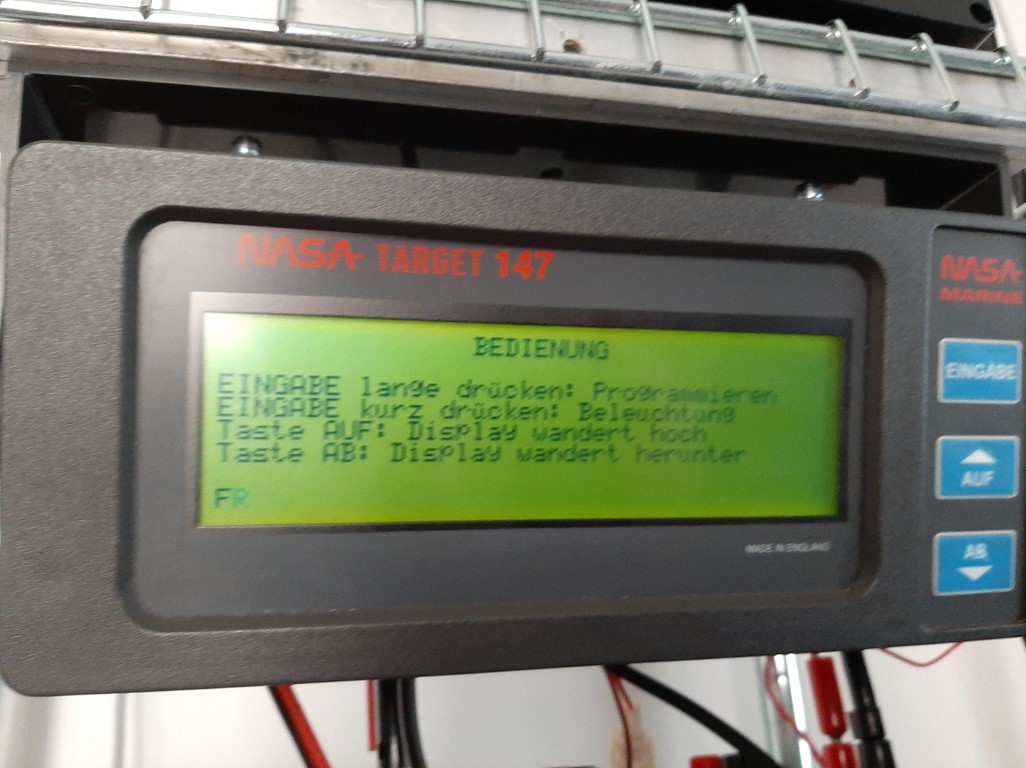 NASA TARGET 147
NASA
MARINE
BEDIENUNG
EINGABE lange drücken: Programmieren
EINGABE kurz drücken: Beleuchtung
Taste AUF: Display wandert hoch
Taste AB: Display wandert herunter
FR
MADE IN ENGLAND
EINGABE
AUF
AB